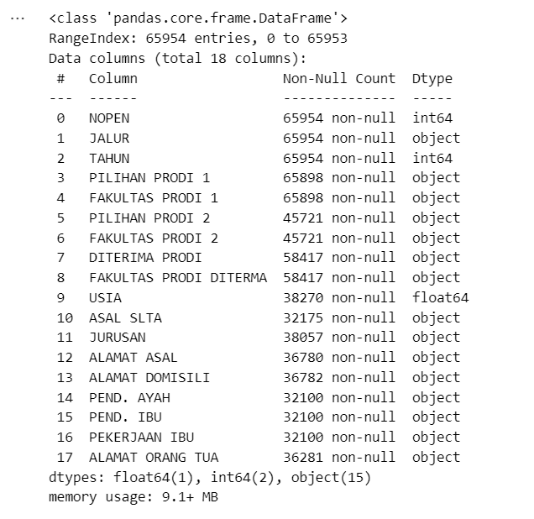 ...
<class 'pandas.core.frame.DataFrame'>
RangeIndex: 65954 entries, 0 to 65953
Data columns (total 18 columns):
 #   Column                  Non-Null Count  Dtype
---  ------                  --------------  -----
 0   NOPEN                   65954 non-null  int64
 1   JALUR                   65954 non-null  object
 2   TAHUN                   65954 non-null  int64
 3   PILIHAN PRODI 1         65898 non-null  object
 4   FAKULTAS PRODI 1        65898 non-null  object
 5   PILIHAN PRODI 2         45721 non-null  object
 6   FAKULTAS PRODI 2        45721 non-null  object
 7   DITERIMA PRODI          58417 non-null  object
 8   FAKULTAS PRODI DITERMA  58417 non-null  object
 9   USIA                    38270 non-null  float64
 10  ASAL SLTA               32175 non-null  object
 11  JURUSAN                 38057 non-null  object
 12  ALAMAT ASAL             36780 non-null  object
 13  ALAMAT DOMISILI         36782 non-null  object
 14  PEND. AYAH              32100 non-null  object
 15  PEND. IBU               32100 non-null  object
 16  PEKERJAAN IBU           32100 non-null  object
 17  ALAMAT ORANG TUA        36281 non-null  object
dtypes: float64(1), int64(2), object(15)
memory usage: 9.1+ MB